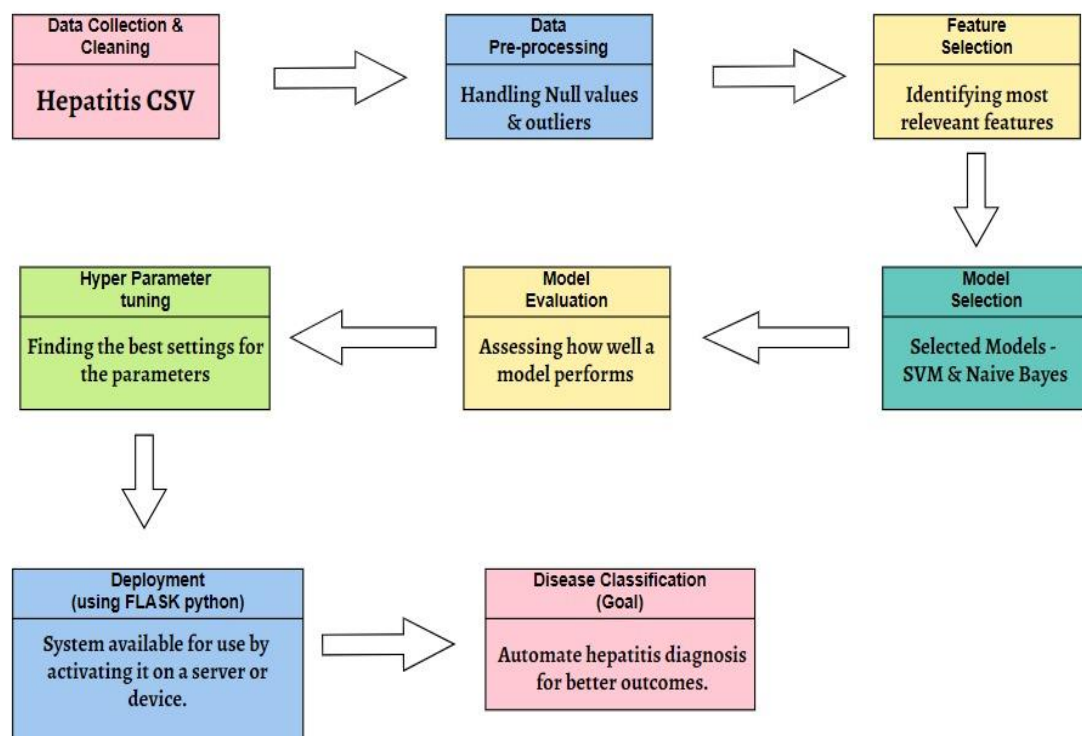 Data Collection &
Cleaning
Hepatitis CSV
Data
Pre-processing
Handling Null values
& outliers
Feature
Selection
Identifying most
releveant features
Model
Selection
Selected Models -
SVM & Naive Bayes
Model
Evaluation
Assessing how well a
model performs
Hyper Parameter
tuning
Finding the best settings for
the parameters
Deployment
(using FLASK python)
System available for use by
activating it on a server or
device.
Disease Classification
(Goal)
Automate hepatitis diagnosis
for better outcomes.